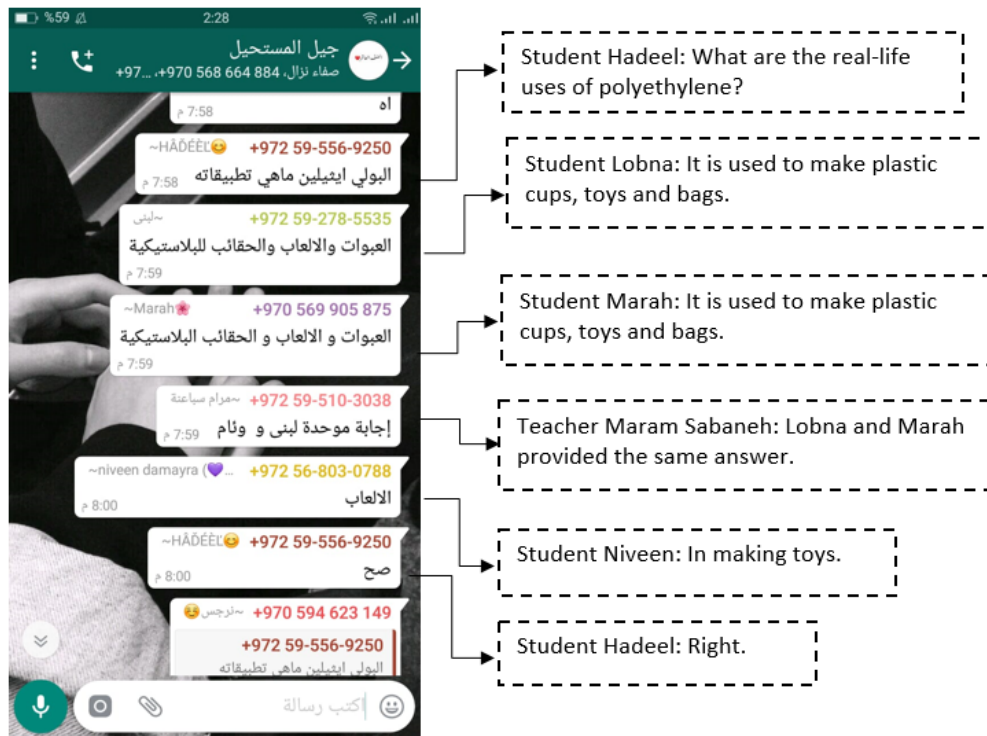 %59
2:28
جيل المستحيل
صفاء نزال، ‎+970 568 664 884، ‎+97...
اه
7:58 م
~HÄĎÉÈĽ😊 +972 59-556-9250
البولي ايثيلين ماهي تطبيقاته
7:58 م
~لبنى +972 59-278-5535
العبوات والالعاب والحقائب للبلاستيكية
7:59 م
~Marah🌸 +970 569 905 875
العبوات و الالعاب و الحقائب البلاستيكية
7:59 م
~مرام سباعنة +972 59-510-3038
إجابة موحدة لبنى و وئام
7:59 م
~niveen damayra (💜... +972 56-803-0788
الالعاب
8:00 م
~HÄĎÉÈĽ😊 +972 59-556-9250
صح
8:00 م
~نرجس😊 +970 594 623 149
+972 59-556-9250
البولي ايثيلين ماهي تطبيقاته
اكتب رسالة
Student Hadeel: What are the real-life
uses of polyethylene?
Student Lobna: It is used to make plastic
cups, toys and bags.
Student Marah: It is used to make plastic
cups, toys and bags.
Teacher Maram Sabaneh: Lobna and Marah
provided the same answer.
Student Niveen: In making toys.
Student Hadeel: Right.